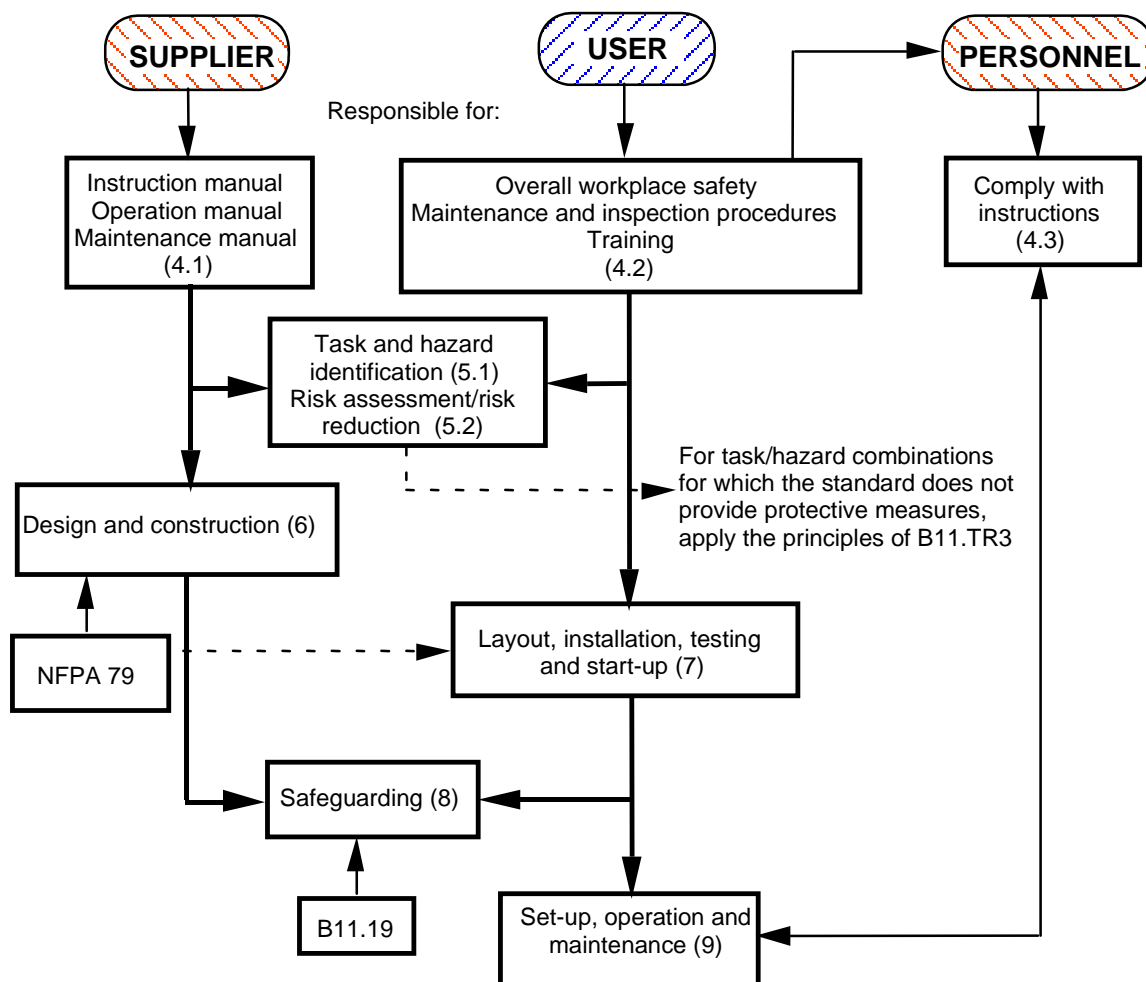 SUPPLIER
USER
PERSONNEL
Responsible for:
Instruction manual
Operation manual
Maintenance manual
(4.1)
Overall workplace safety
Maintenance and inspection procedures
Training
(4.2)
Comply with
instructions
(4.3)
Task and hazard
identification (5.1)
Risk assessment/risk
reduction (5.2)
For task/hazard combinations
for which the standard does not
provide protective measures,
apply the principles of B11.TR3
Design and construction (6)
NFPA 79
Layout, installation, testing
and start-up (7)
Safeguarding (8)
B11.19
Set-up, operation and
maintenance (9)